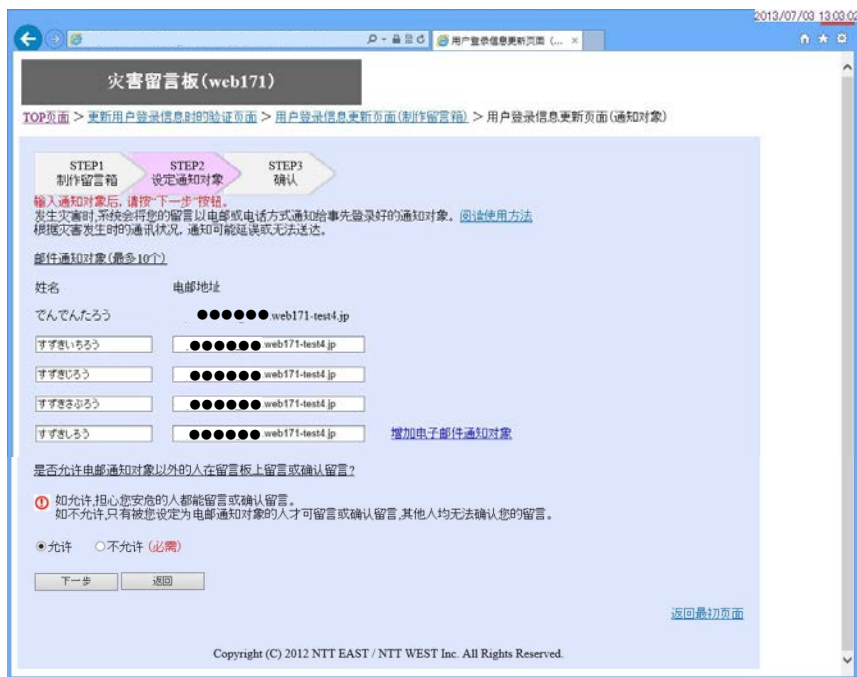 2013/07/03 13:03:02
用户登录信息更新页面 (...
灾害留言板(web171)
TOP页面 > 更新用户登录信息时的验证页面 > 用户登录信息更新页面(制作留言箱) > 用户登录信息更新页面(通知对象)
STEP1 STEP2 STEP3
制作留言箱 设定通知对象 确认
输入通知对象后, 请按"下一步"按钮。
发生灾害时,系统会将您的留言以电邮或电话方式通知给事先登录好的通知对象。 阅读使用方法
根据灾害发生时的通讯状况, 通知可能延误或无法送达。
邮件通知对象(最多10个)
姓名 电邮地址
でんでんたろう ●●●●●●.web171-test4.jp
すずきいちろう ●●●●●●.web171-test4.jp
すずきじろう ●●●●●●.web171-test4.jp
すずきさぶろう ●●●●●●.web171-test4.jp
すずきしろう ●●●●●●.web171-test4.jp 增加电子邮件通知对象
是否允许电邮通知对象以外的人在留言板上留言或确认留言?
如允许,担心您安危的人都能留言或确认留言。
如不允许,只有被您设定为电邮通知对象的人才可留言或确认留言,其他人均无法确认您的留言。
允许 不允许 (必需)
下一步 返回
返回最初页面
Copyright (C) 2012 NTT EAST / NTT WEST Inc. All Rights Reserved.